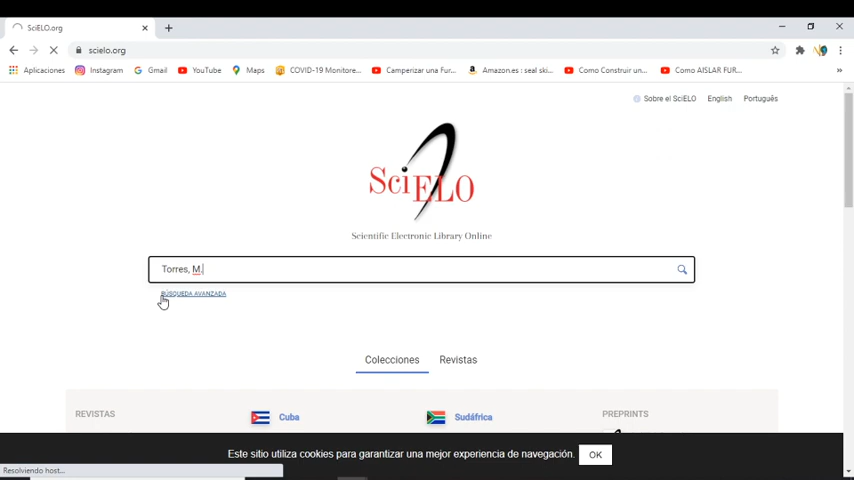 SciELO.org
scielo.org
Aplicaciones
Instagram
Gmail
YouTube
Maps
COVID-19 Monitore...
Camperizar una Fur...
Amazon.es : seal ski...
Como Construir un...
Como AISLAR FUR...
»
Sobre el SciELO
English
Português
SciELO
Scientific Electronic Library Online
Torres, M.
BÚSQUEDA AVANZADA
Colecciones
Revistas
REVISTAS
Cuba
Sudáfrica
PREPRINTS
Este sitio utiliza cookies para garantizar una mejor experiencia de navegación.
OK
Resolviendo host...